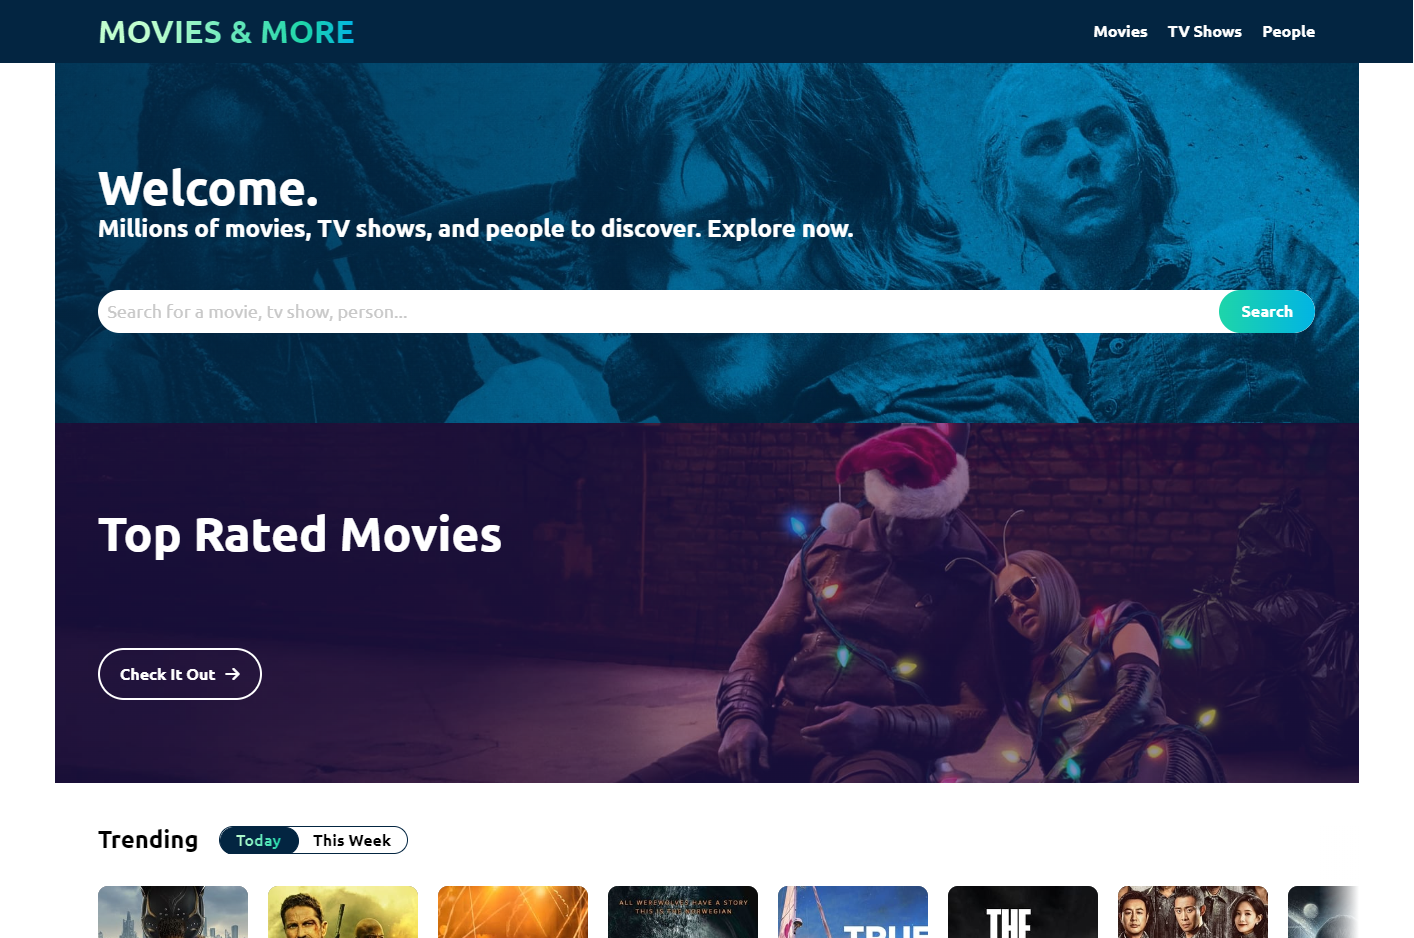 MOVIES & MORE
Movies TV Shows People
Welcome.
Millions of movies, TV shows, and people to discover. Explore now.
Search for a movie, tv show, person...
Search
Top Rated Movies
Check It Out
Trending
Today
This Week
ALL WEREWOLVES HAVE A STORY
THIS IS THE NORWEGIAN
TRUE
THE